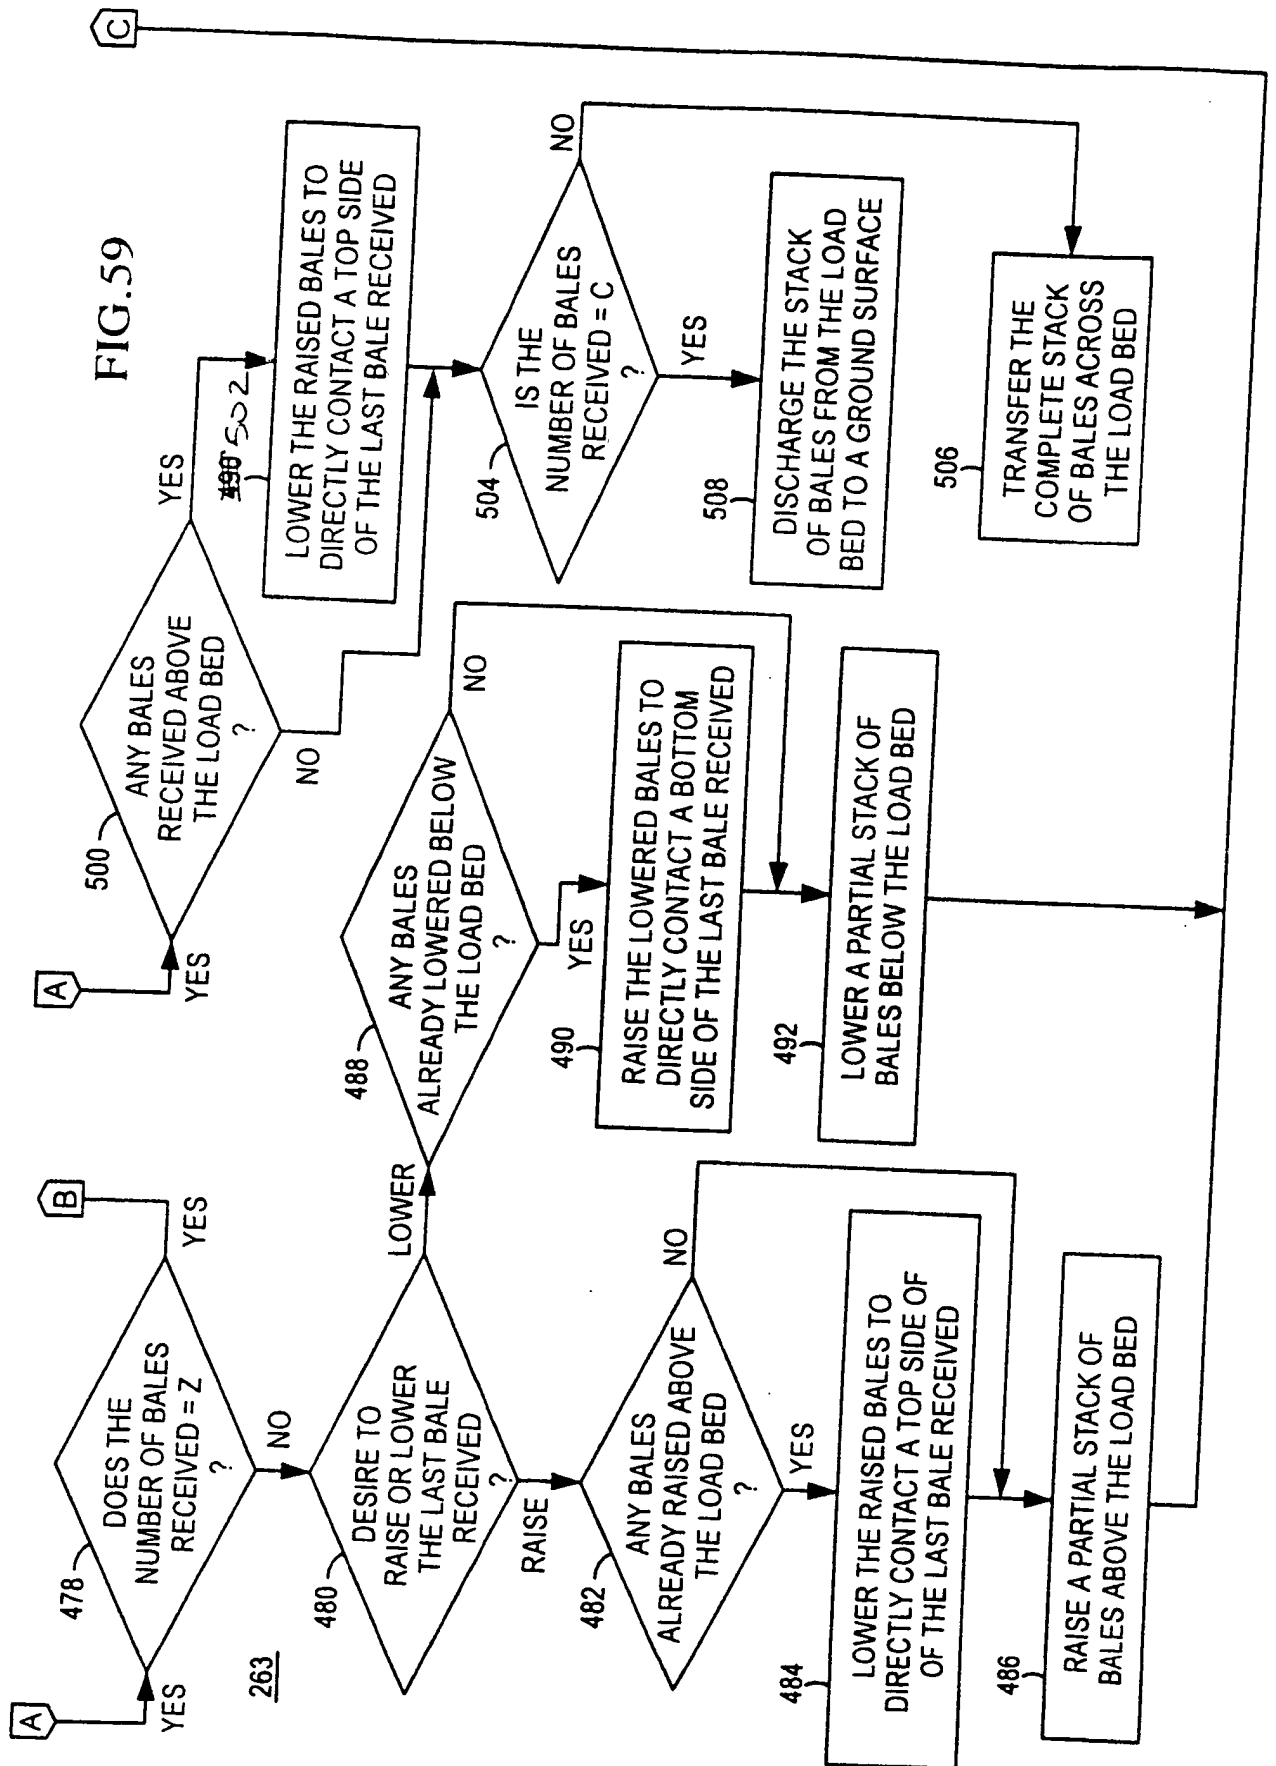 FIG.59
A
YES
478
DOES THE
NUMBER OF BALES
RECEIVED = Z
?
YES
B
NO
263
480
DESIRE TO
RAISE OR LOWER
THE LAST BALE
RECEIVED
?
LOWER
RAISE
482
ANY BALES
ALREADY RAISED ABOVE
THE LOAD BED
?
NO
YES
484
LOWER THE RAISED BALES TO
DIRECTLY CONTACT A TOP SIDE OF
OF THE LAST BALE RECEIVED
486
RAISE A PARTIAL STACK OF
BALES ABOVE THE LOAD BED
488
ANY BALES
ALREADY LOWERED BELOW
THE LOAD BED
?
NO
YES
490
RAISE THE LOWERED BALES TO
DIRECTLY CONTACT A BOTTOM
SIDE OF THE LAST BALE RECEIVED
492
LOWER A PARTIAL STACK OF
BALES BELOW THE LOAD BED
A
YES
500
ANY BALES
RECEIVED ABOVE
THE LOAD BED
?
YES
NO
502
LOWER THE RAISED BALES TO
DIRECTLY CONTACT A TOP SIDE
OF THE LAST BALE RECEIVED
504
IS THE
NUMBER OF BALES
RECEIVED = C
?
NO
YES
508
DISCHARGE THE STACK
OF BALES FROM THE LOAD
BED TO A GROUND SURFACE
506
TRANSFER THE
COMPLETE STACK
OF BALES ACROSS
THE LOAD BED
C